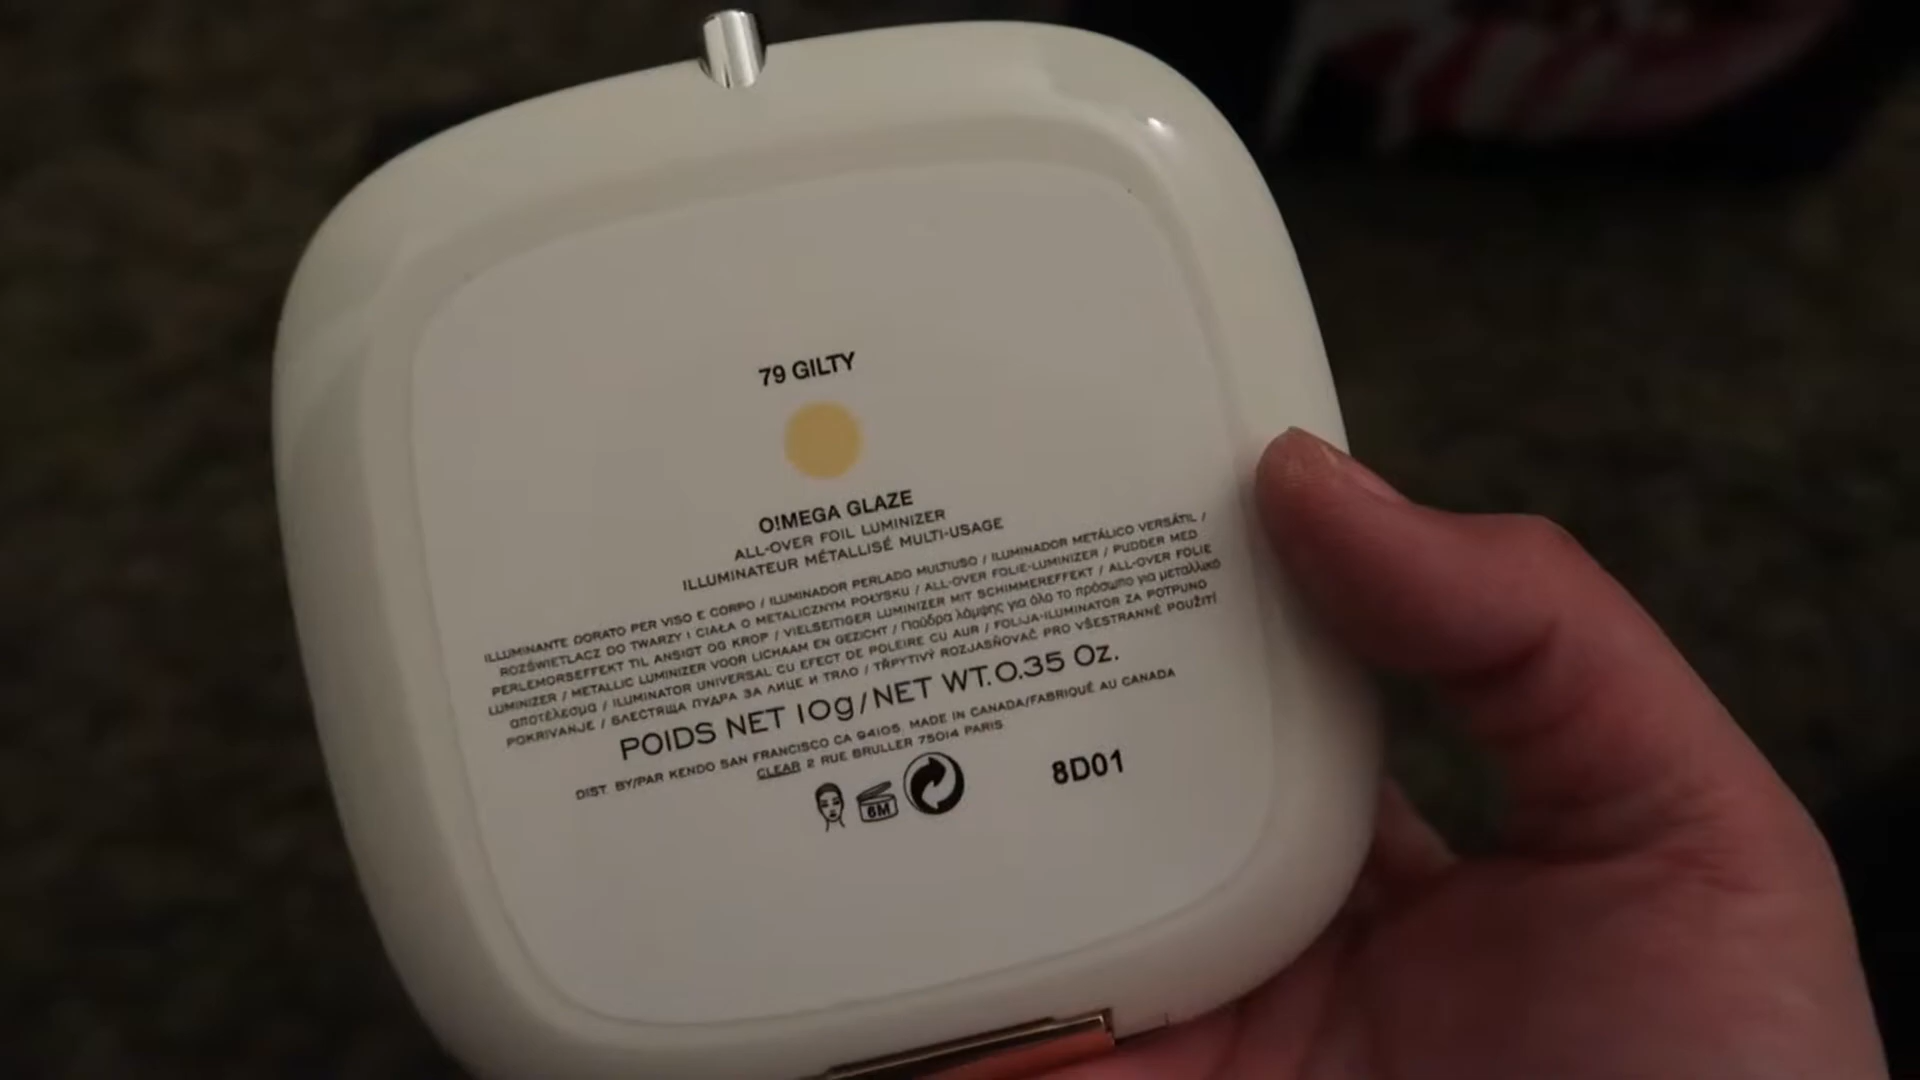 79 GILTY
O!MEGA GLAZE
ALL-OVER FOIL LUMINIZER
ILLUMINATEUR MÉTALLISÉ MULTI-USAGE
ILLUMINANTE DORATO PER VISO E CORPO / ILUMINADOR PERLADO MULTIUSO / ILUMINADOR METÁLICO VERSÁTIL /
ROZŚWIETLACZ DO TWARZY I CIAŁA O METALICZNYM POŁYSKU / ALL-OVER FOLIE-LUMINIZER / PUDDER MED
PERLEMORSEFFEKT TIL ANSIGT OG KROP / VIELSEITIGER LUMINIZER MIT SCHIMMEREFFEKT / ALL-OVER FOLIE
LUMINIZER / METALLIC LUMINIZER VOOR LICHAAM EN GEZICHT / Πούδρα λάμψης για όλο το πρόσωπο για μεταλλικό
αποτέλεσμα / ILUMINATOR UNIVERSAL CU EFECT DE POLEIRE CU AUR / FOLIJA-ILUMINATOR ZA POTPUNO
POKRIVANJE / БЛЕСТЯЩА ПУДРА ЗА ЛИЦЕ И ТЯЛО / TŘPYTIVÝ ROZJASŇOVAČ PRO VŠESTRANNÉ POUŽITÍ
POIDS NET 10g/NET WT. 0.35 Oz.
DIST. BY/PAR KENDO SAN FRANCISCO CA 94105. MADE IN CANADA/FABRIQUÉ AU CANADA
CLEAR 2 RUE BRULLER 75014 PARIS
6M
8D01